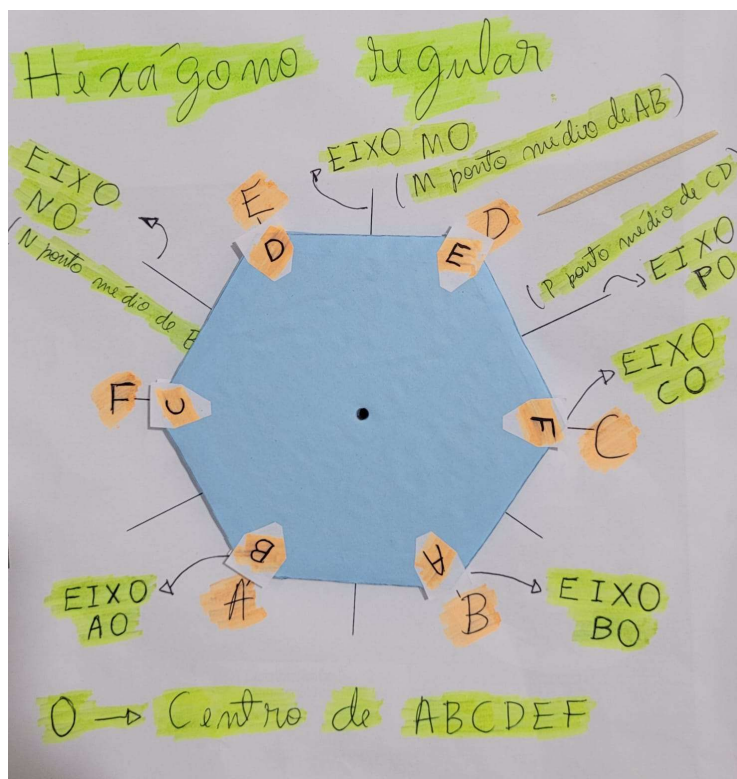 Hexágono regular
EIXO MO
(M ponto médio de AB)
EIXO
NO
(N ponto médio de B
E
D
(P ponto médio de CD)
EIXO
PO
D
E
EIXO
CO
F
C
F
C
B
A
EIXO
AO
A
B
EIXO
BO
O → Centro de ABCDEF